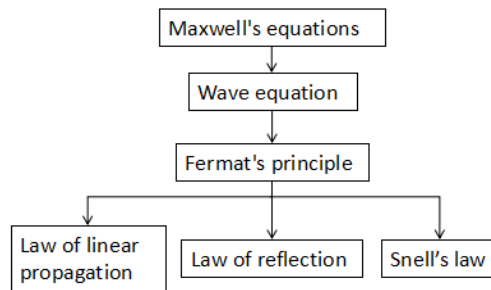 Maxwell's equations
Wave equation
Fermat's principle
Law of linear
propagation
Law of reflection
Snell’s law